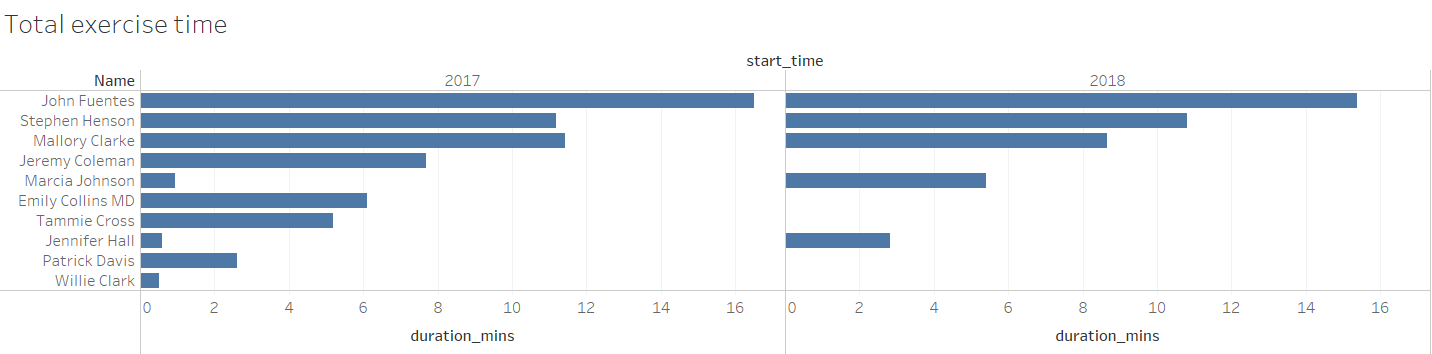 Total exercise time
start_time
Name 2017 2018
John Fuentes
Stephen Henson
Mallory Clarke
Jeremy Coleman
Marcia Johnson
Emily Collins MD
Tammie Cross
Jennifer Hall
Patrick Davis
Willie Clark
0 2 4 6 8 10 12 14 16 0 2 4 6 8 10 12 14 16
duration_mins duration_mins